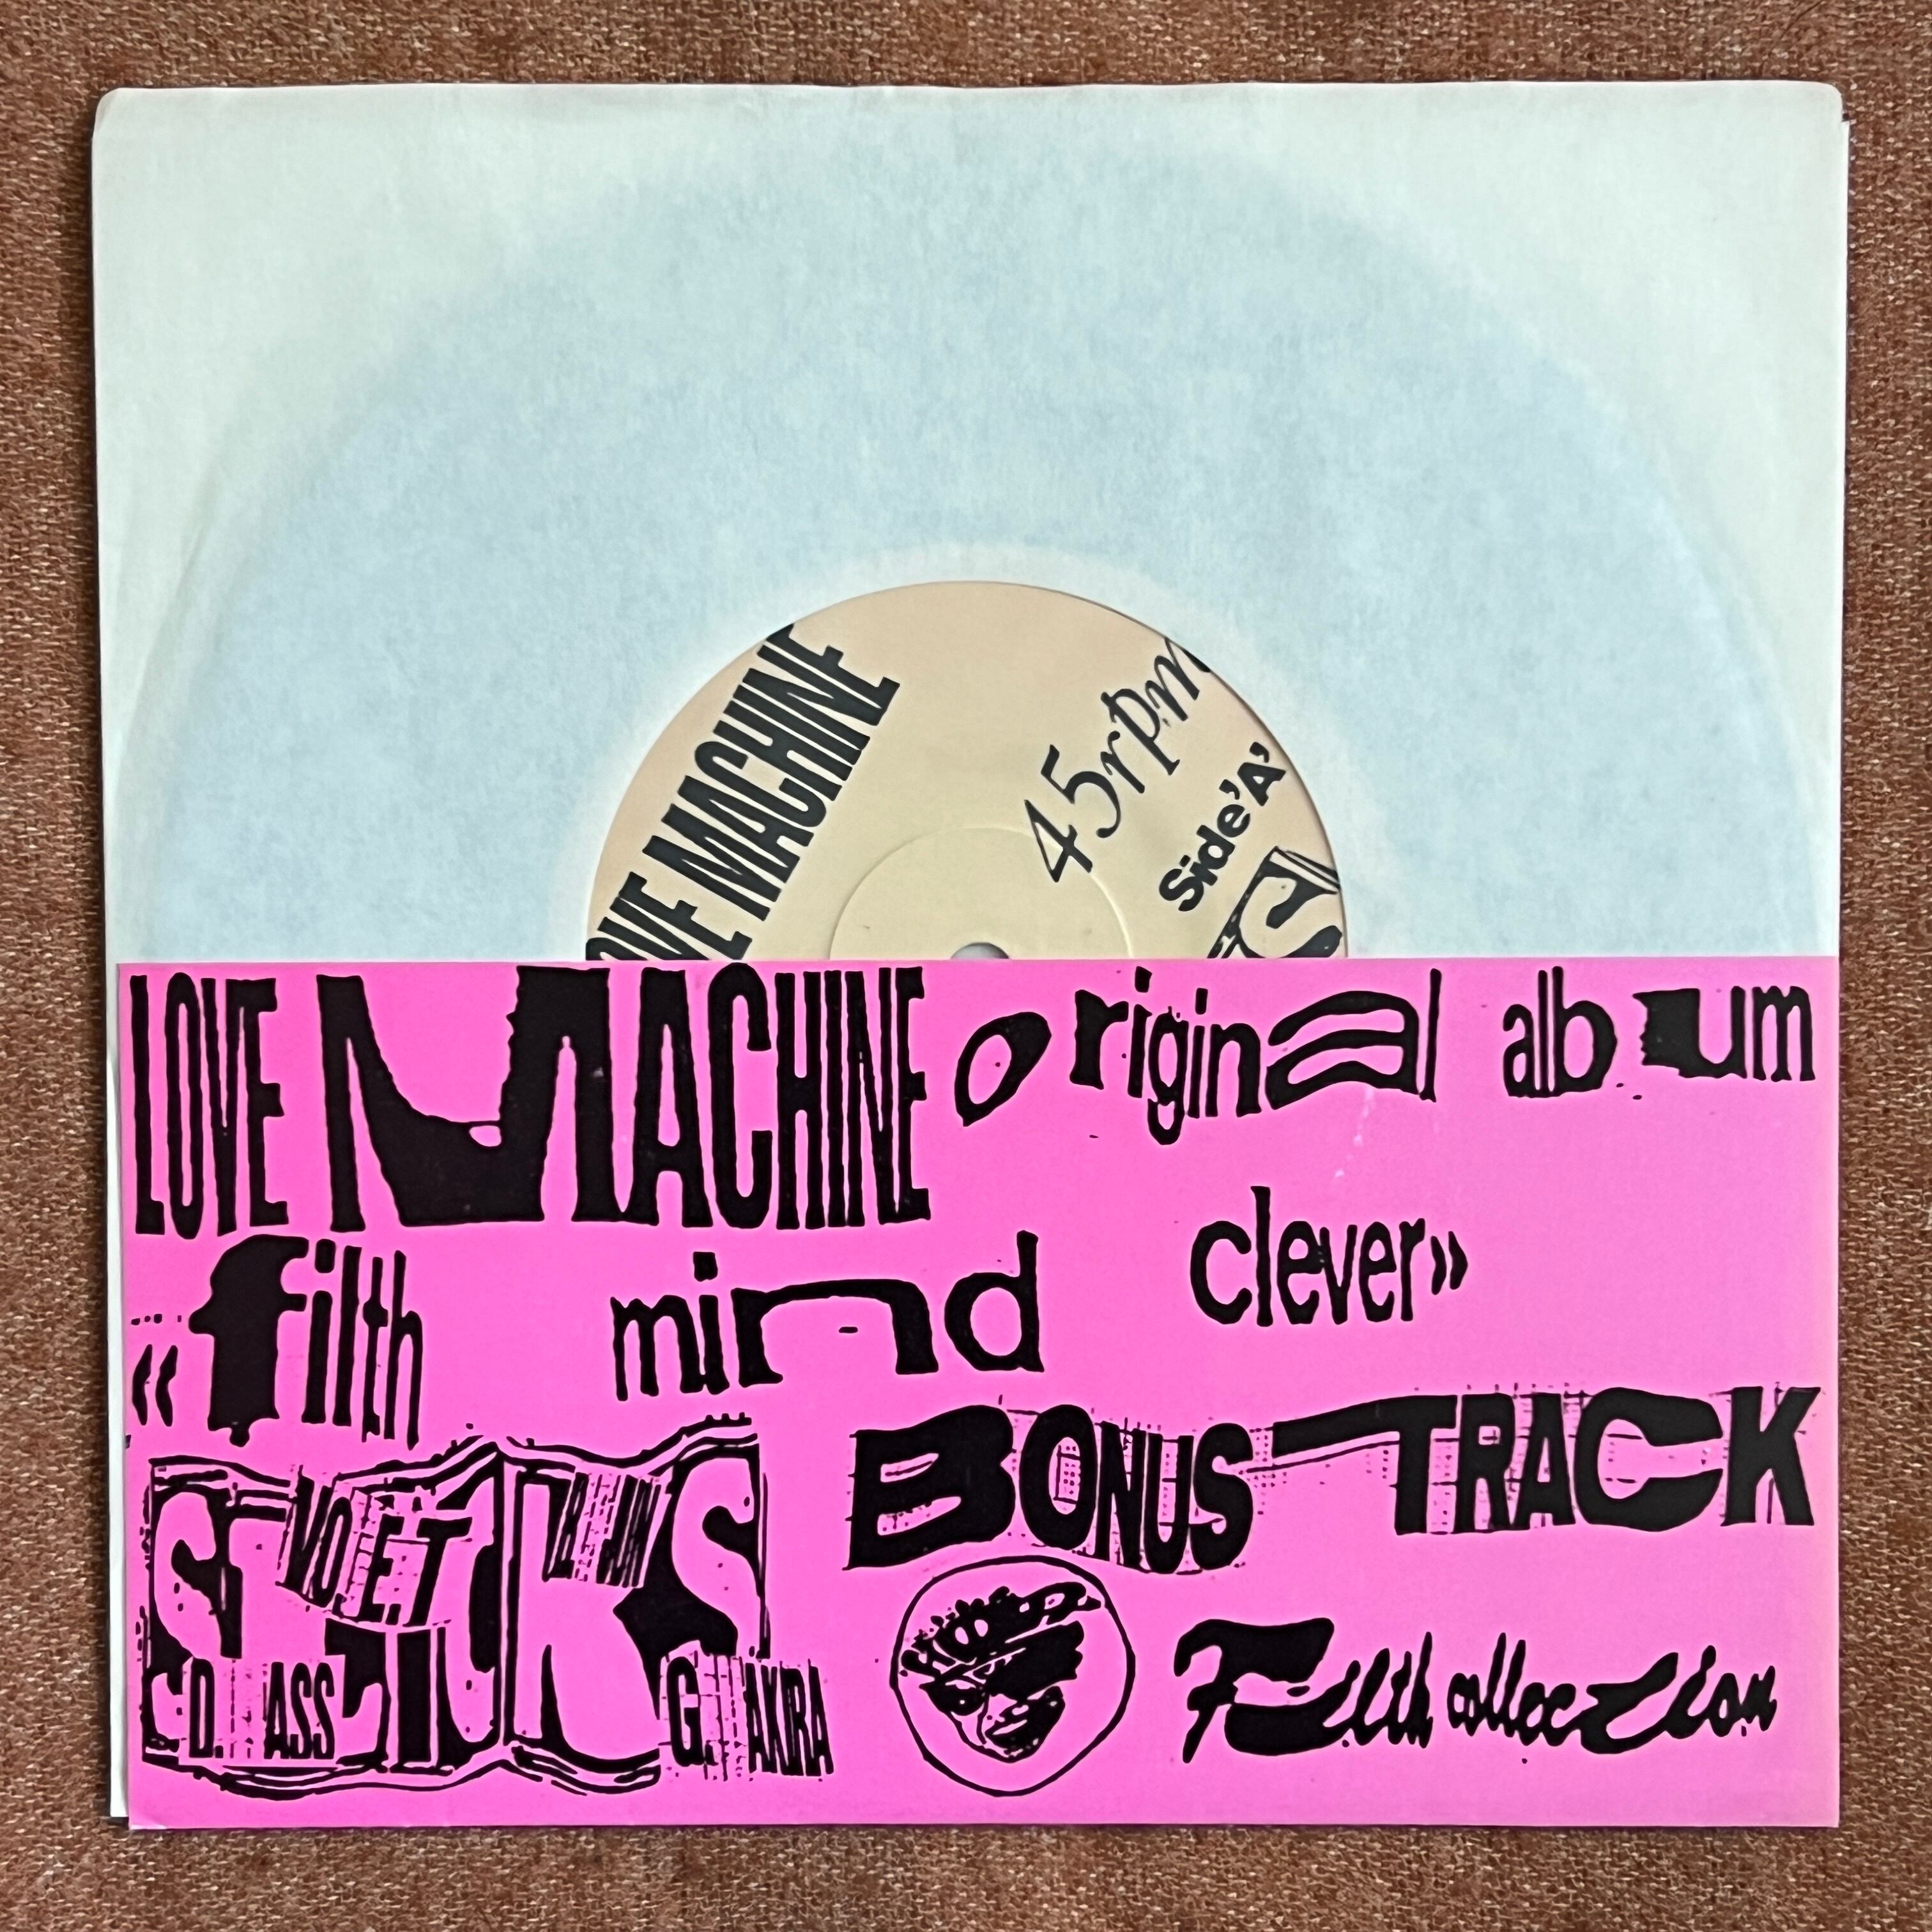 LOVE MACHINE
45rpm
Side 'A'
LOVE MACHINE original album
«filth mind clever»
BONUS TRACK
VO.E.T
D. ASS
G. AKIRA
Filth collection